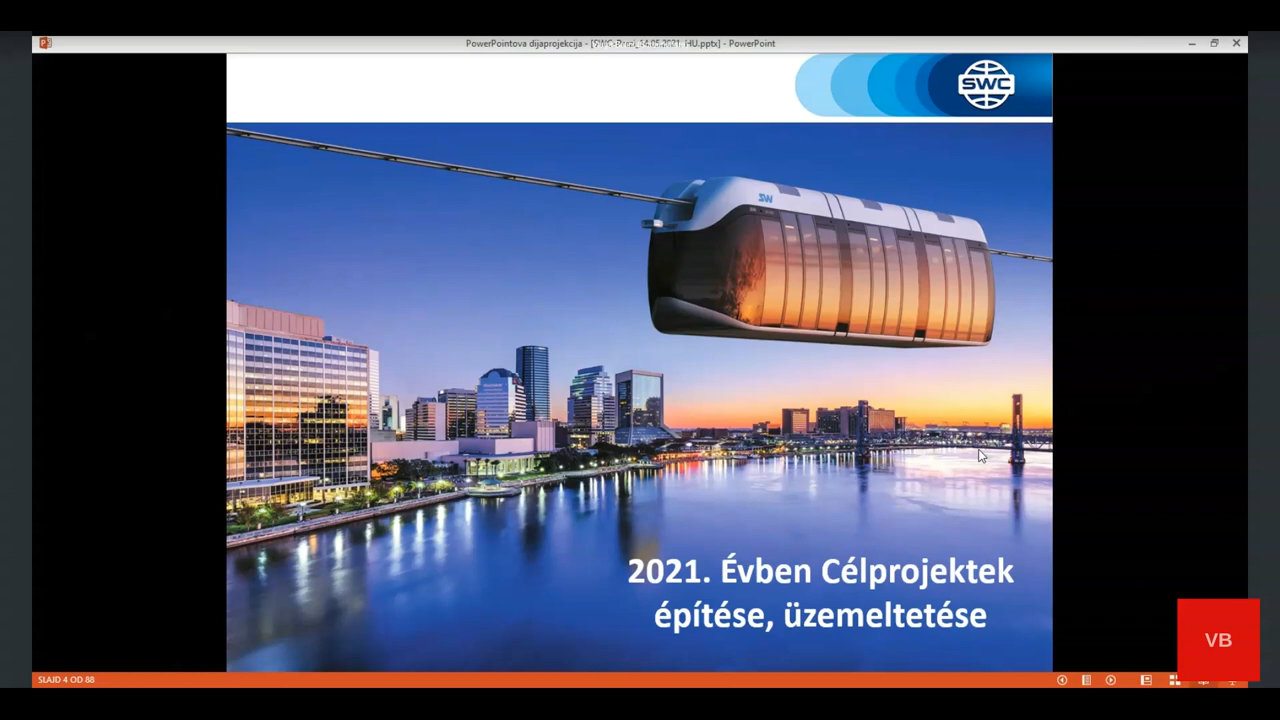 PowerPointova dijaprojekcija - [SWC-Prezi_14.05.2021._HU.pptx] - PowerPoint
SWC
SW
2021. Évben Célprojektek
építése, üzemeltetése
VB
SLAJD 4 OD 88